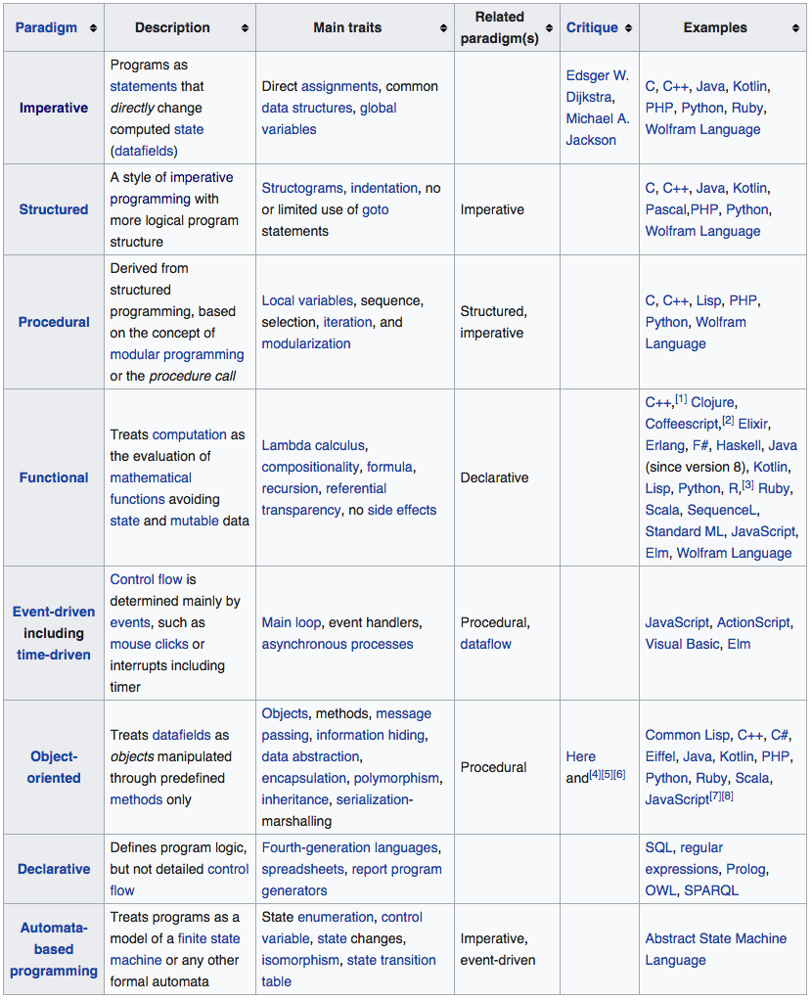 Paradigm Description Main traits Related paradigm(s) Critique Examples
Imperative
Programs as
statements that
directly change
computed state
(datafields)
Direct assignments, common
data structures, global
variables
Edsger W.
Dijkstra,
Michael A.
Jackson
C, C++, Java, Kotlin,
PHP, Python, Ruby,
Wolfram Language
Structured
A style of imperative
programming with
more logical program
structure
Structograms, indentation, no
or limited use of goto
statements
Imperative
C, C++, Java, Kotlin,
Pascal,PHP, Python,
Wolfram Language
Procedural
Derived from
structured
programming, based
on the concept of
modular programming
or the procedure call
Local variables, sequence,
selection, iteration, and
modularization
Structured,
imperative
C, C++, Lisp, PHP,
Python, Wolfram
Language
Functional
Treats computation as
the evaluation of
mathematical
functions avoiding
state and mutable data
Lambda calculus,
compositionality, formula,
recursion, referential
transparency, no side effects
Declarative
C++,[1] Clojure,
Coffeescript,[2] Elixir,
Erlang, F#, Haskell, Java
(since version 8), Kotlin,
Lisp, Python, R,[3] Ruby,
Scala, SequenceL,
Standard ML, JavaScript,
Elm, Wolfram Language
Event-driven
including
time-driven
Control flow is
determined mainly by
events, such as
mouse clicks or
interrupts including
timer
Main loop, event handlers,
asynchronous processes
Procedural,
dataflow
JavaScript, ActionScript,
Visual Basic, Elm
Object-
oriented
Treats datafields as
objects manipulated
through predefined
methods only
Objects, methods, message
passing, information hiding,
data abstraction,
encapsulation, polymorphism,
inheritance, serialization-
marshalling
Procedural
Here
and[4][5][6]
Common Lisp, C++, C#,
Eiffel, Java, Kotlin, PHP,
Python, Ruby, Scala,
JavaScript[7][8]
Declarative
Defines program logic,
but not detailed control
flow
Fourth-generation languages,
spreadsheets, report program
generators
SQL, regular
expressions, Prolog,
OWL, SPARQL
Automata-
based
programming
Treats programs as a
model of a finite state
machine or any other
formal automata
State enumeration, control
variable, state changes,
isomorphism, state transition
table
Imperative,
event-driven
Abstract State Machine
Language